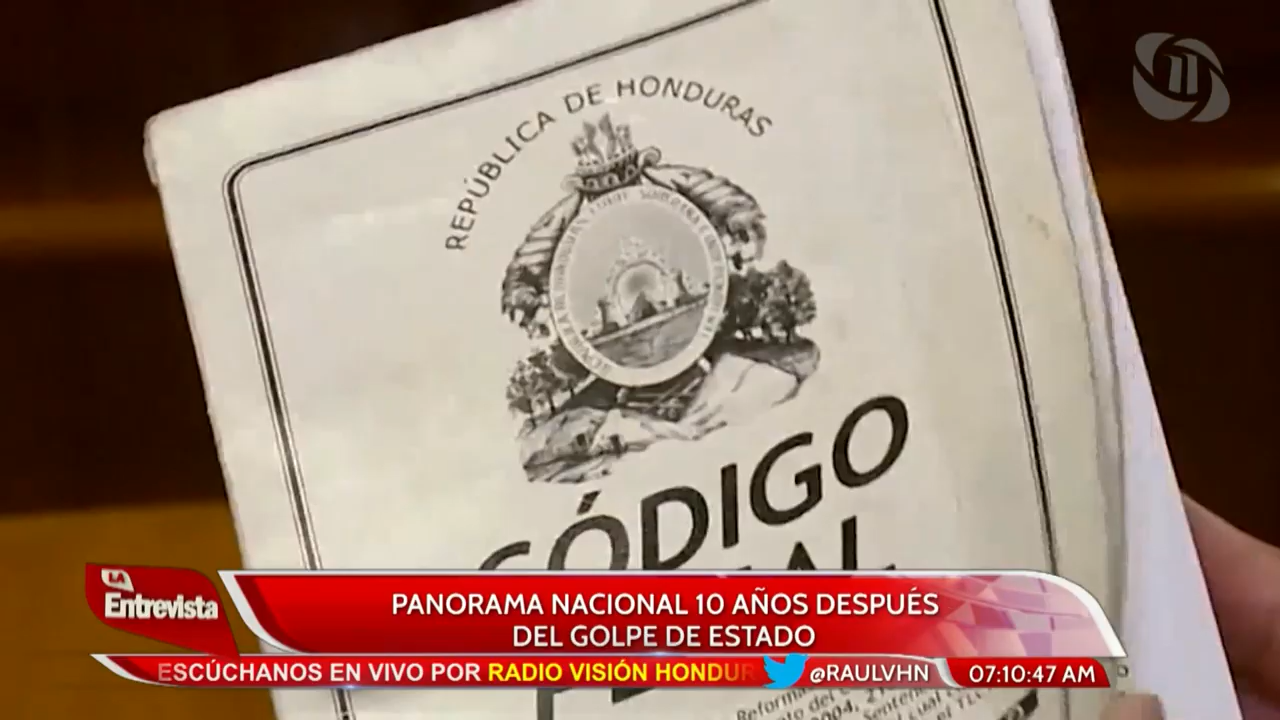 REPÚBLICA DE HONDURAS
CÓDIGO
LA
Entrevista
PANORAMA NACIONAL 10 AÑOS DESPUÉS
DEL GOLPE DE ESTADO
ESCÚCHANOS EN VIVO POR RADIO VISIÓN HONDUR
@RAULVHN
07:10:47 AM
11